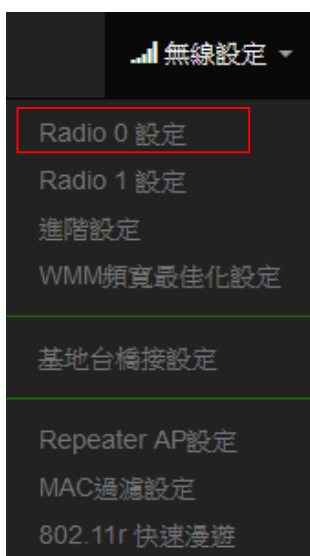 無線設定
Radio 0 設定
Radio 1 設定
進階設定
WMM頻寬最佳化設定
基地台橋接設定
Repeater AP設定
MAC過濾設定
802.11r 快速漫遊